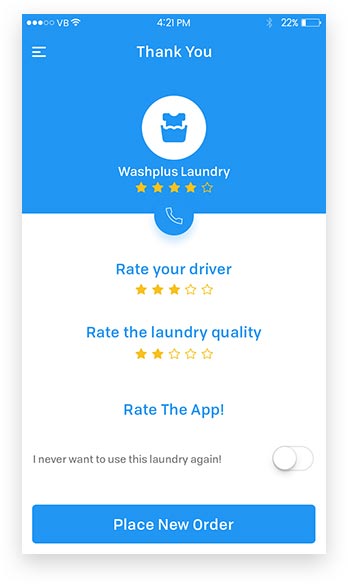 VB 4:21 PM 22%
Thank You
Washplus Laundry
Rate your driver
Rate the laundry quality
Rate The App!
I never want to use this laundry again!
Place New Order